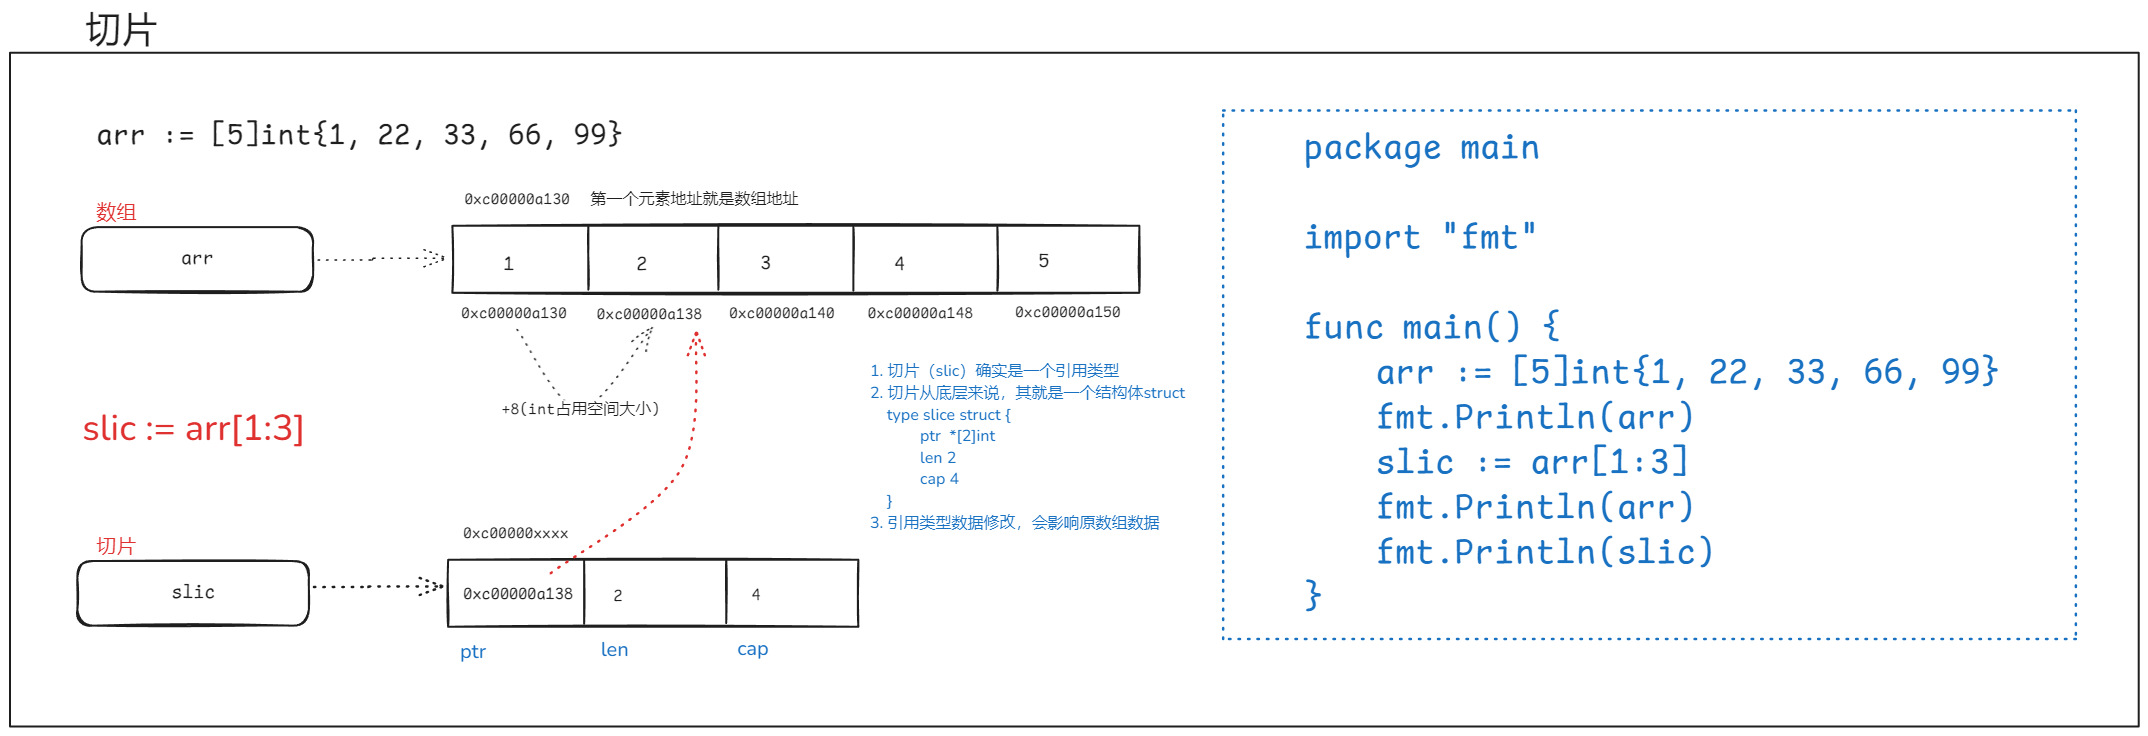 切片
arr := [5]int{1, 22, 33, 66, 99}
数组
arr
0xc00000a130 第一个元素地址就是数组地址
1 2 3 4 5
0xc00000a130 0xc00000a138 0xc00000a140 0xc00000a148 0xc00000a150
+8(int占用空间大小)
slic := arr[1:3]
1. 切片（slic）确实是一个引用类型
2. 切片从底层来说，其就是一个结构体struct
type slice struct {
ptr *[2]int
len 2
cap 4
}
3. 引用类型数据修改，会影响原数组数据
切片
slic
0xc00000xxxx
0xc00000a138 2 4
ptr len cap
package main
import "fmt"
func main() {
arr := [5]int{1, 22, 33, 66, 99}
fmt.Println(arr)
slic := arr[1:3]
fmt.Println(arr)
fmt.Println(slic)
}